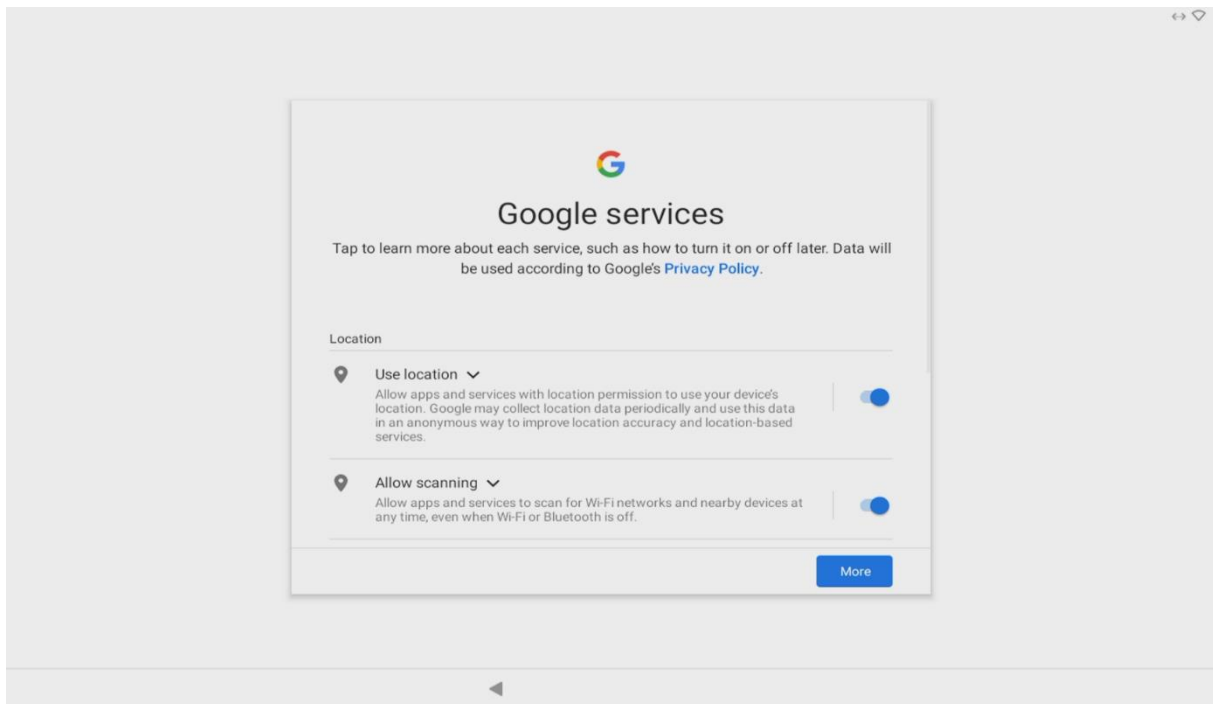 Google services
Tap to learn more about each service, such as how to turn it on or off later. Data will
be used according to Google's Privacy Policy.
Location
Use location
Allow apps and services with location permission to use your device's
location. Google may collect location data periodically and use this data
in an anonymous way to improve location accuracy and location-based
services.
Allow scanning
Allow apps and services to scan for Wi-Fi networks and nearby devices at
any time, even when Wi-Fi or Bluetooth is off.
More